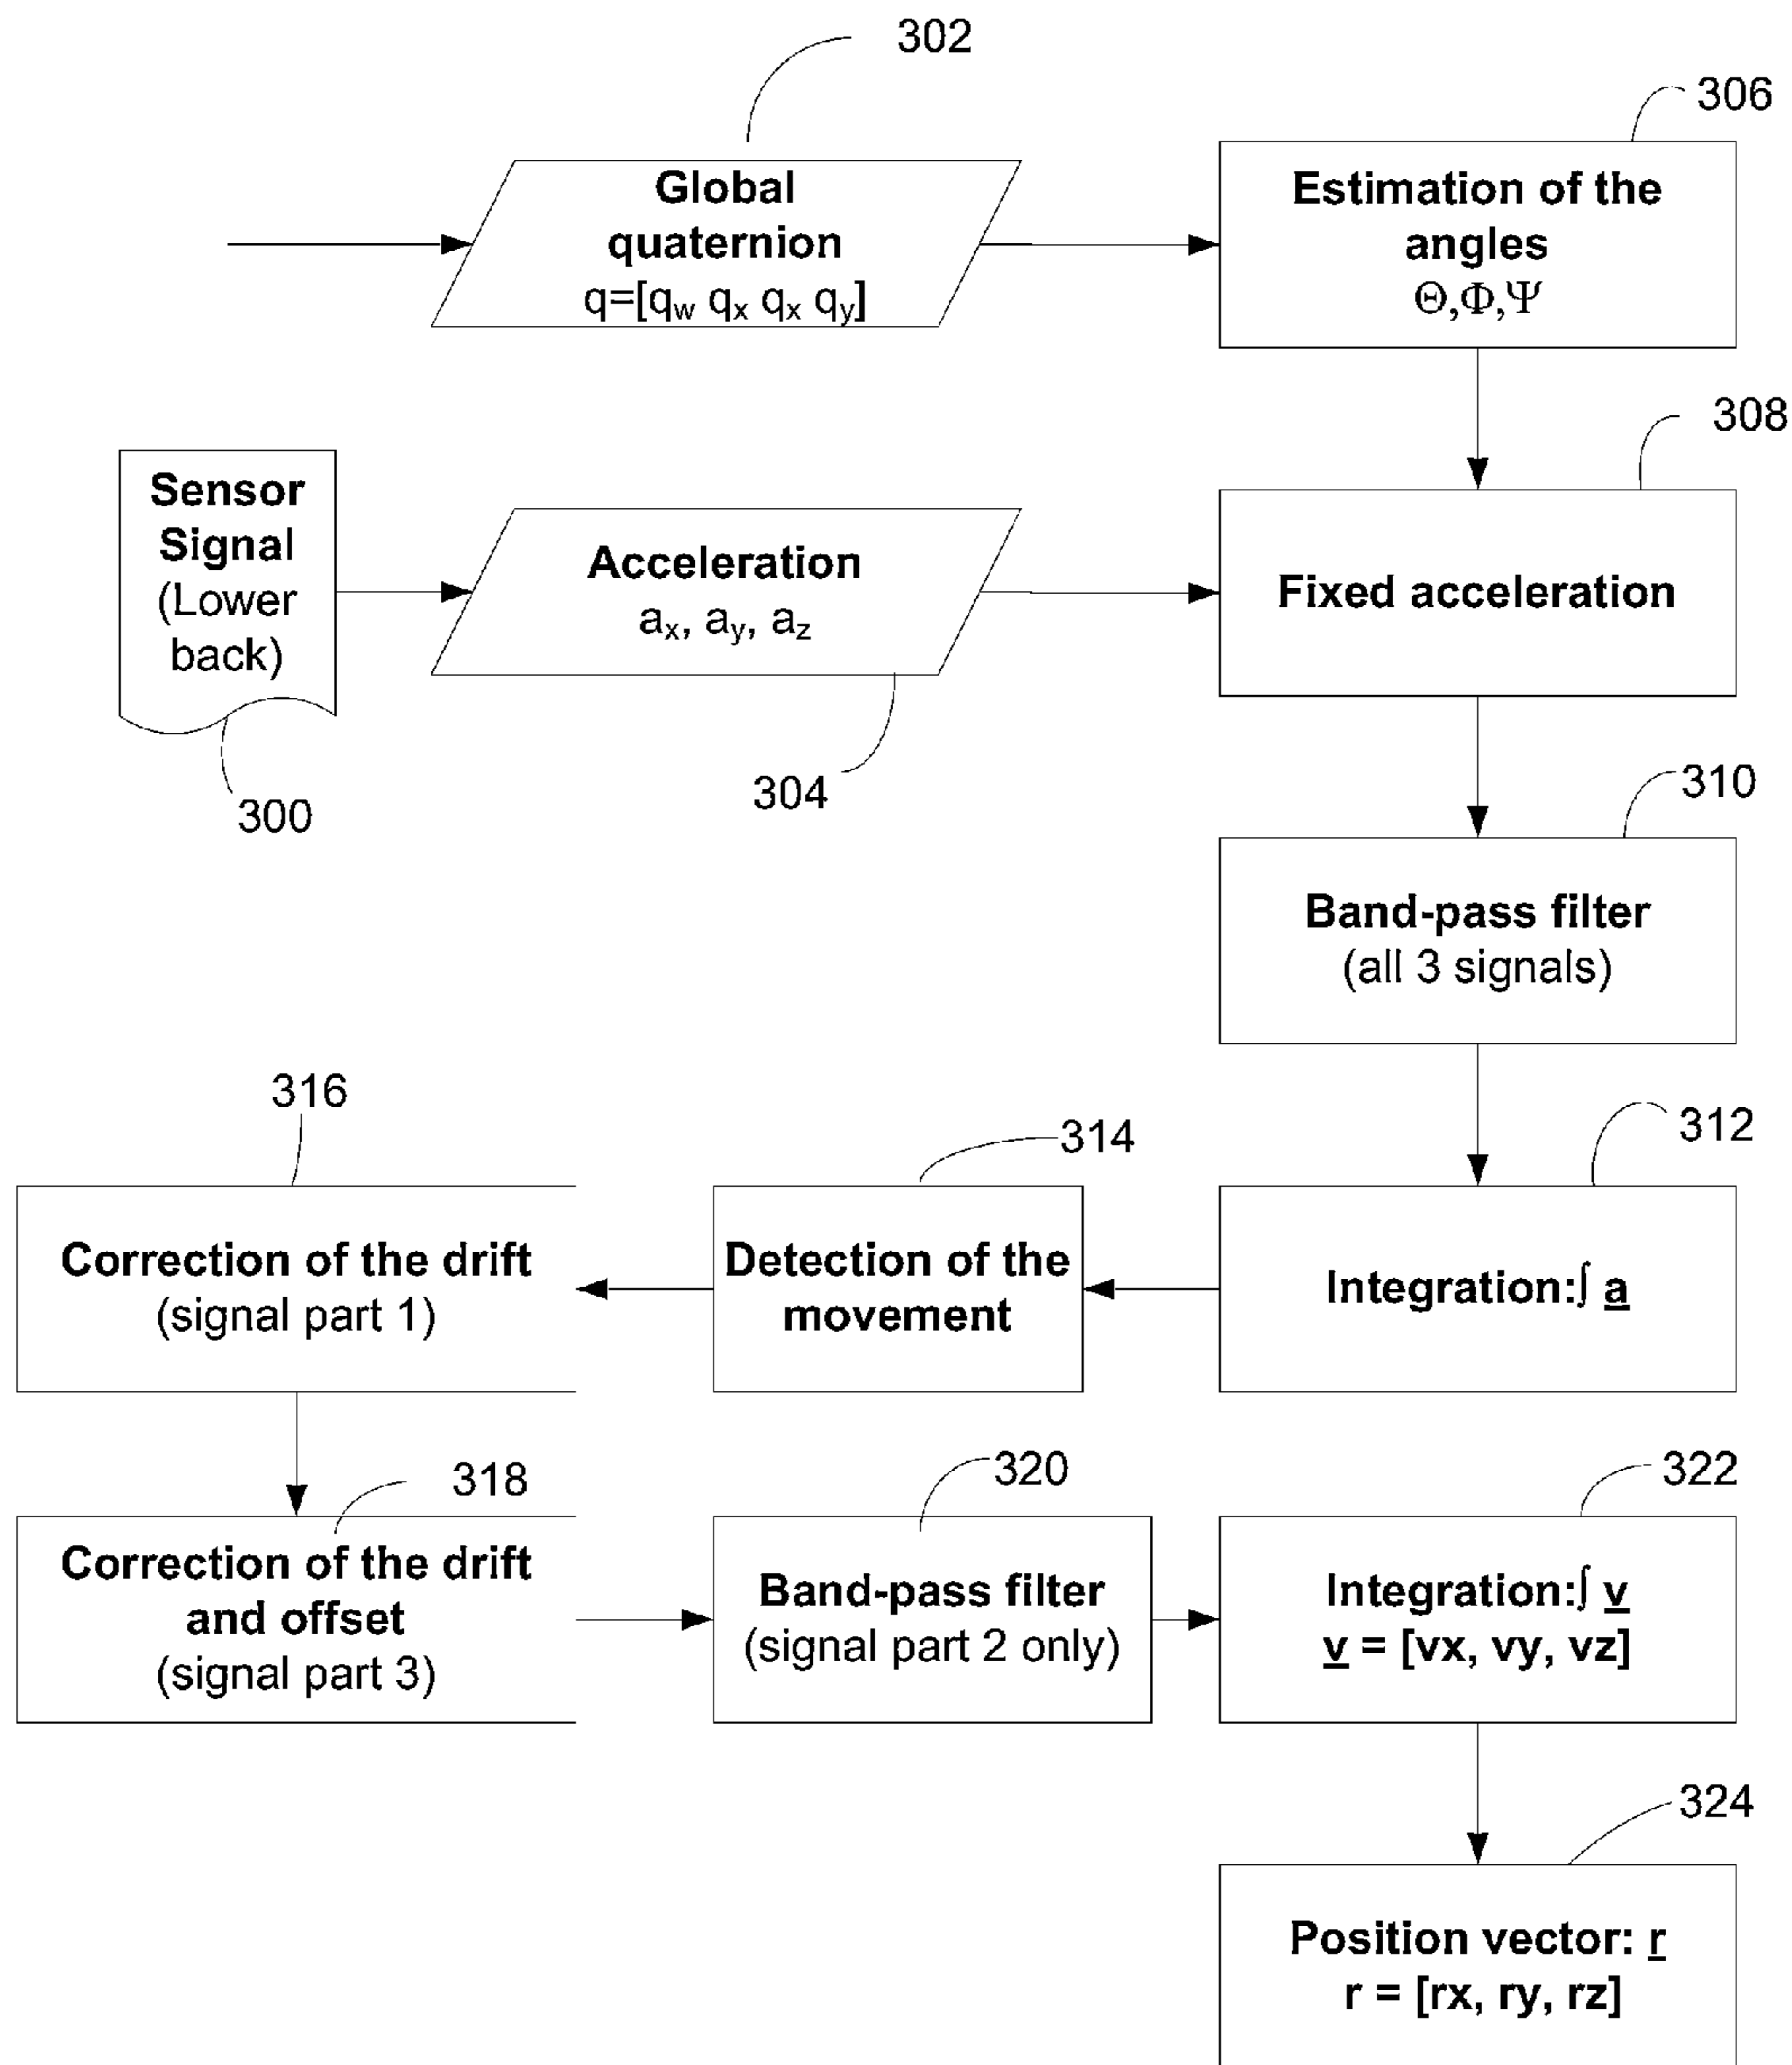 302
Global
quaternion
q=[qw qx qx qy]
306
Estimation of the
angles
Θ,Φ,Ψ
308
Sensor
Signal
(Lower
back)
300
Acceleration
ax, ay, az
304
Fixed acceleration
310
Band-pass filter
(all 3 signals)
316
314
312
Correction of the drift
(signal part 1)
Detection of the
movement
Integration:∫ a
318
320
322
Correction of the drift
and offset
(signal part 3)
Band-pass filter
(signal part 2 only)
Integration:∫ v
v = [vx, vy, vz]
324
Position vector: r
r = [rx, ry, rz]